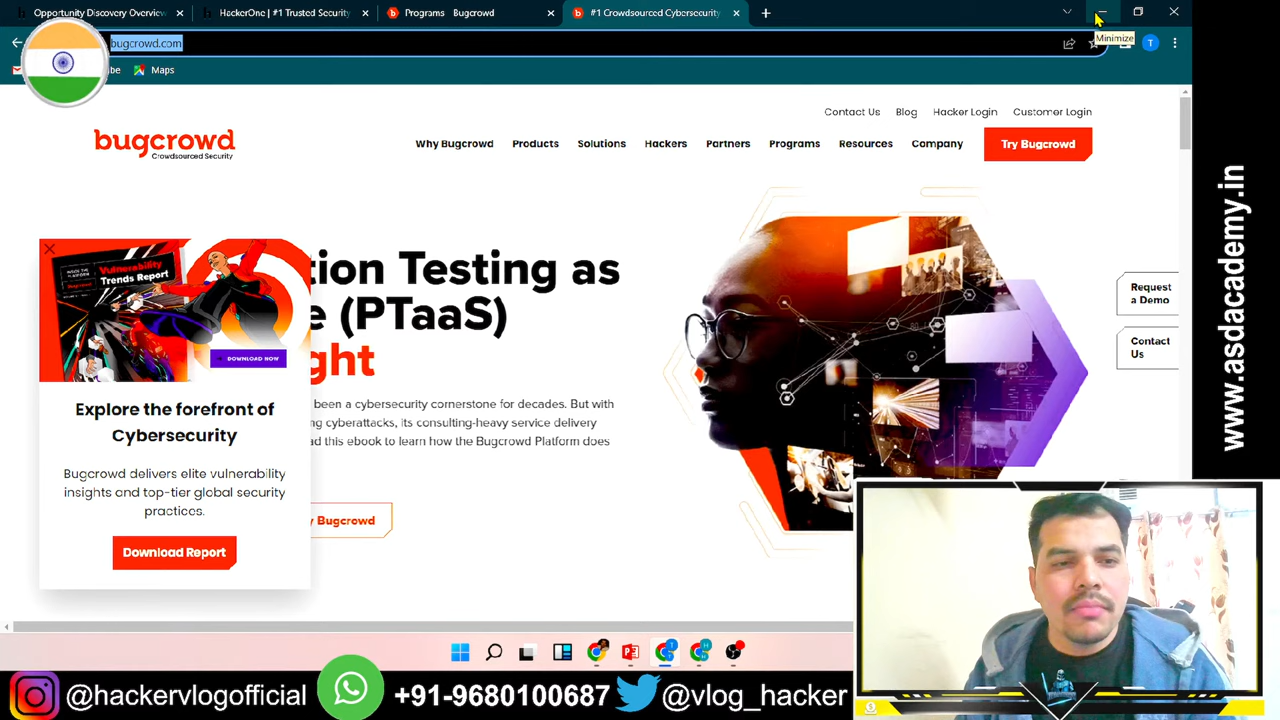 Opportunity Discovery Overview
HackerOne | #1 Trusted Security
Programs Bugcrowd
#1 Crowdsourced Cybersecurity
bugcrowd.com
Minimize
T
Maps
Contact Us
Blog
Hacker Login
Customer Login
bugcrowd
Crowdsourced Security
Why Bugcrowd
Products
Solutions
Hackers
Partners
Programs
Company
Resources
Try Bugcrowd
tion Testing as
e (PTaaS)
ght
been a cybersecurity cornerstone for decades. But with
ng cyberattacks, its consulting-heavy service delivery
ad this ebook to learn how the Bugcrowd Platform does
y Bugcrowd
Vulnerability
Trends Report
DOWNLOAD NOW
Explore the forefront of
Cybersecurity
Bugcrowd delivers elite vulnerability
insights and top-tier global security
practices.
Download Report
Request
a Demo
Contact
Us
www.asdacademy.in
@hackervlogofficial
+91-9680100687
@vlog_hacker